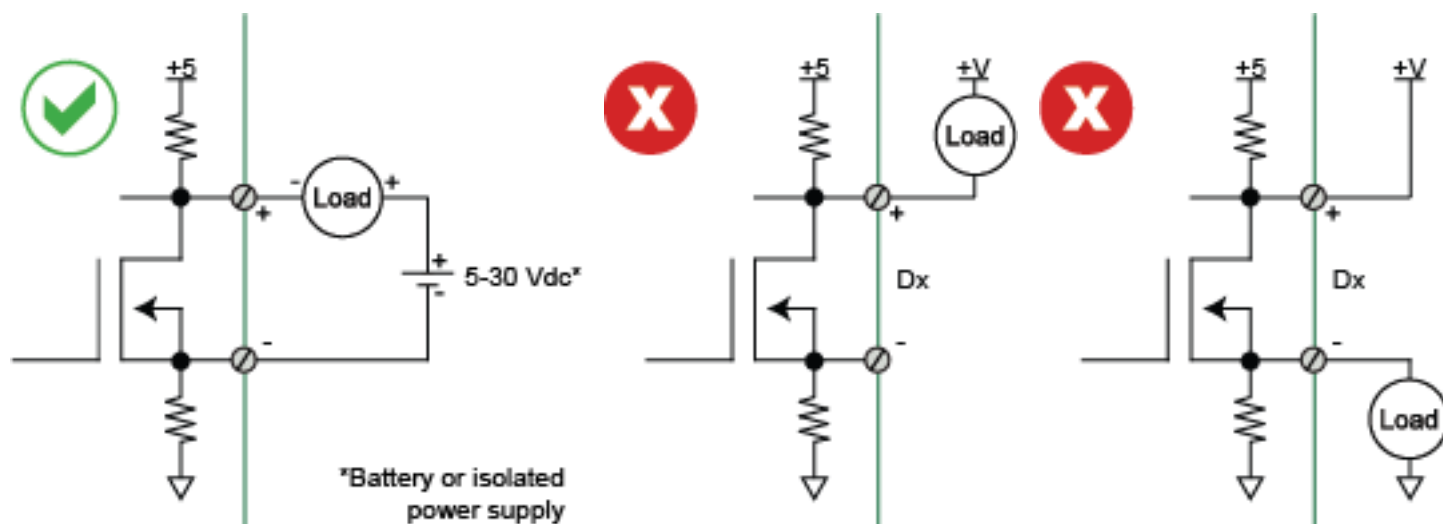 +5
- Load +
+
+
5-30 Vdc*
-
-
*Battery or isolated
power supply
X
+5
+V
Load
+
Dx
-
X
+5
+V
+
Dx
-
Load